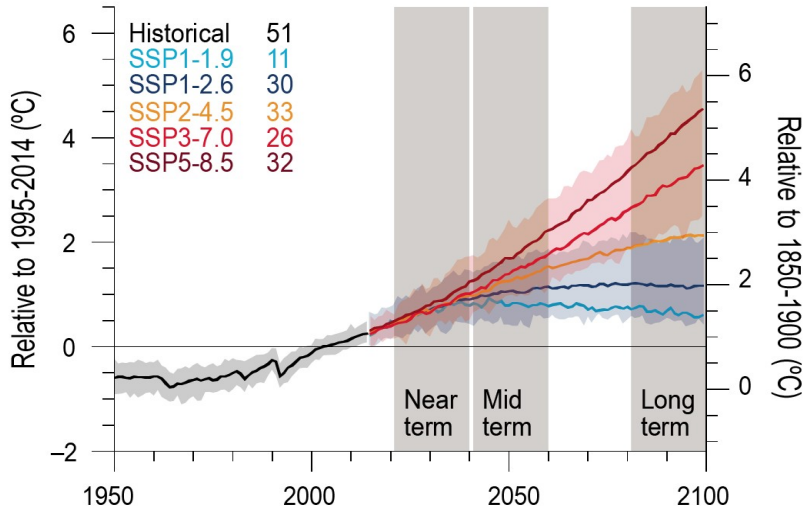 Relative to 1995-2014 (ºC)
6
4
2
0
–2
Historical 51
SSP1-1.9 11
SSP1-2.6 30
SSP2-4.5 33
SSP3-7.0 26
SSP5-8.5 32
Near
term
Mid
term
Long
term
6
4
2
0
Relative to 1850-1900 (ºC)
1950 2000 2050 2100